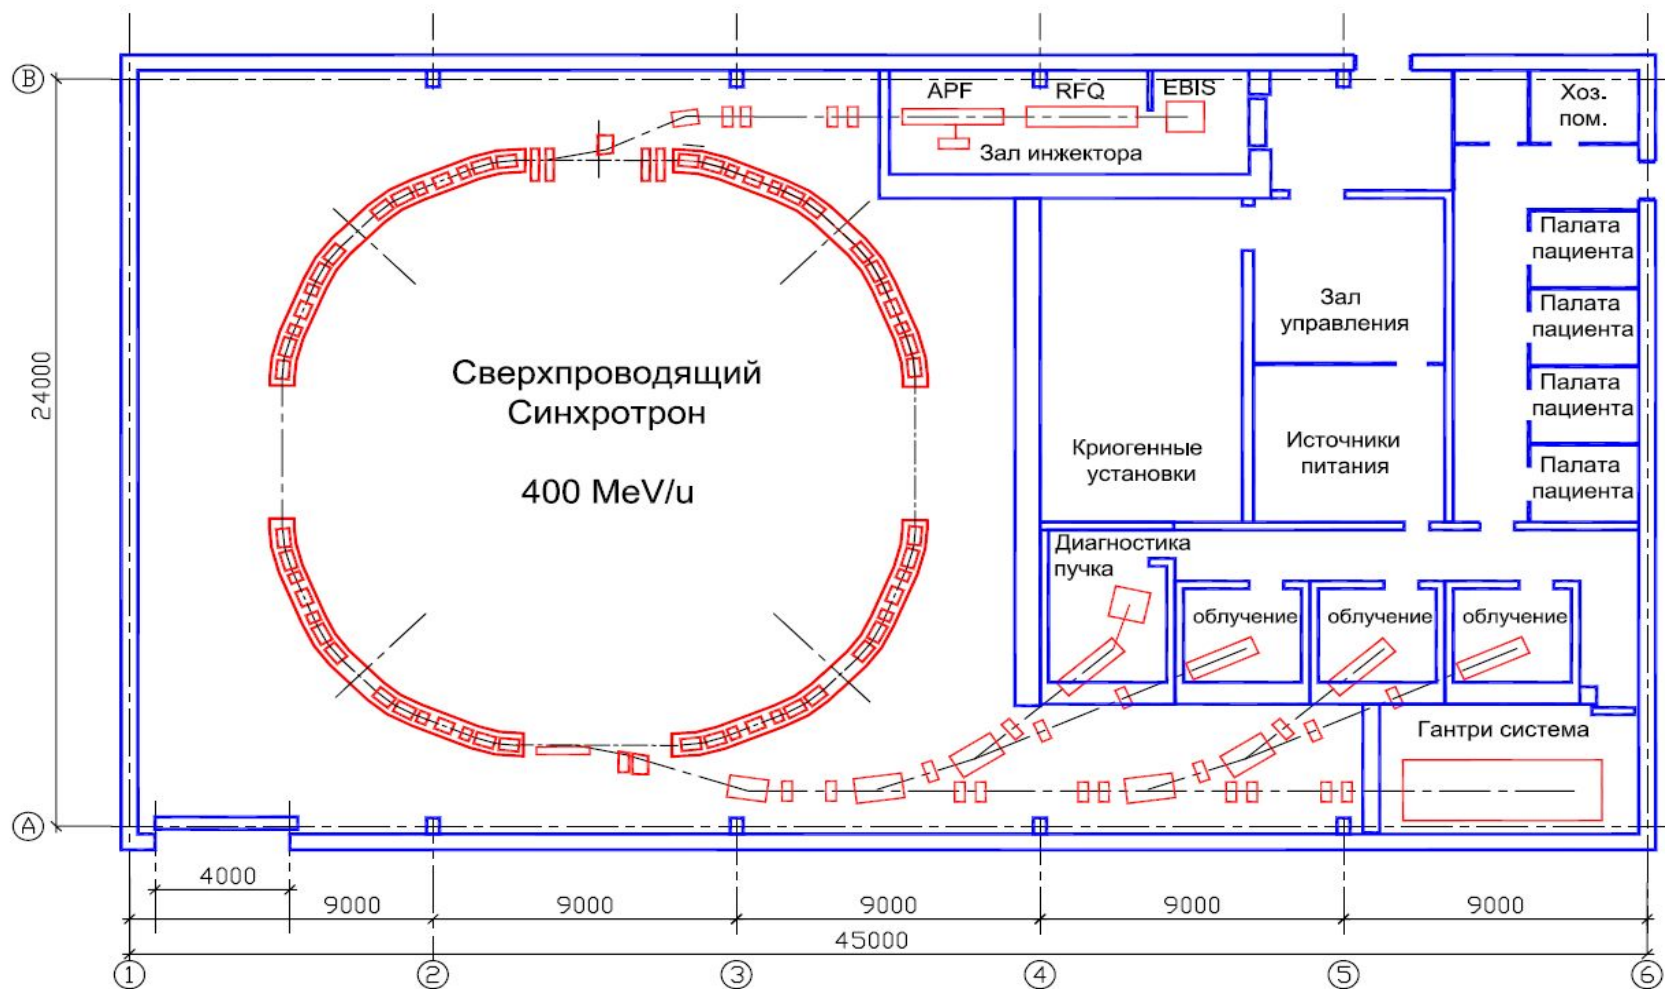 B
APF
RFQ
EBIS
Хоз.
пом.
Зал инжектора
Палата
пациента
Зал
управления
Палата
пациента
Сверхпроводящий
Синхротрон
400 MeV/u
24000
Палата
пациента
Криогенные
установки
Источники
питания
Палата
пациента
Диагностика
пучка
облучение
облучение
облучение
Гантри система
A
4000
9000
9000
9000
9000
9000
45000
1
2
3
4
5
6